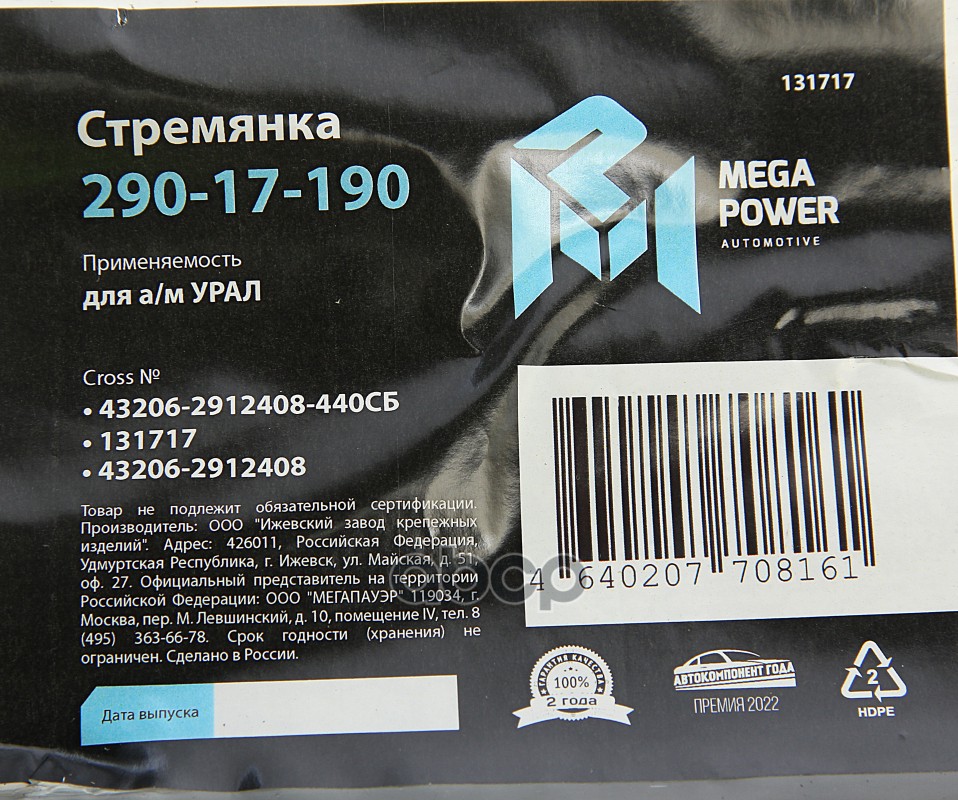 131717
Стремянка
290-17-190
MEGA
POWER
AUTOMOTIVE
Применяемость
для а/м УРАЛ
Cross №
• 43206-2912408-440СБ
• 131717
• 43206-2912408
Товар не подлежит обязательной сертификации.
Производитель: ООО "Ижевский завод крепежных
изделий". Адрес: 426011, Российская Федерация,
Удмуртская Республика, г. Ижевск, ул. Майская, д. 51,
оф. 27. Официальный представитель на территории
Российской Федерации: ООО "МЕГАПАУЭР" 119034, г.
Москва, пер. М. Левшинский, д. 10, помещение IV, тел. 8
(495) 363-66-78. Срок годности (хранения) не
ограничен. Сделано в России.
4 640207 708161
Дата выпуска
ГАРАНТИЯ КАЧЕСТВА
100%
2 года
АВТОКОМПОНЕНТ ГОДА
ПРЕМИЯ 2022
2
HDPE